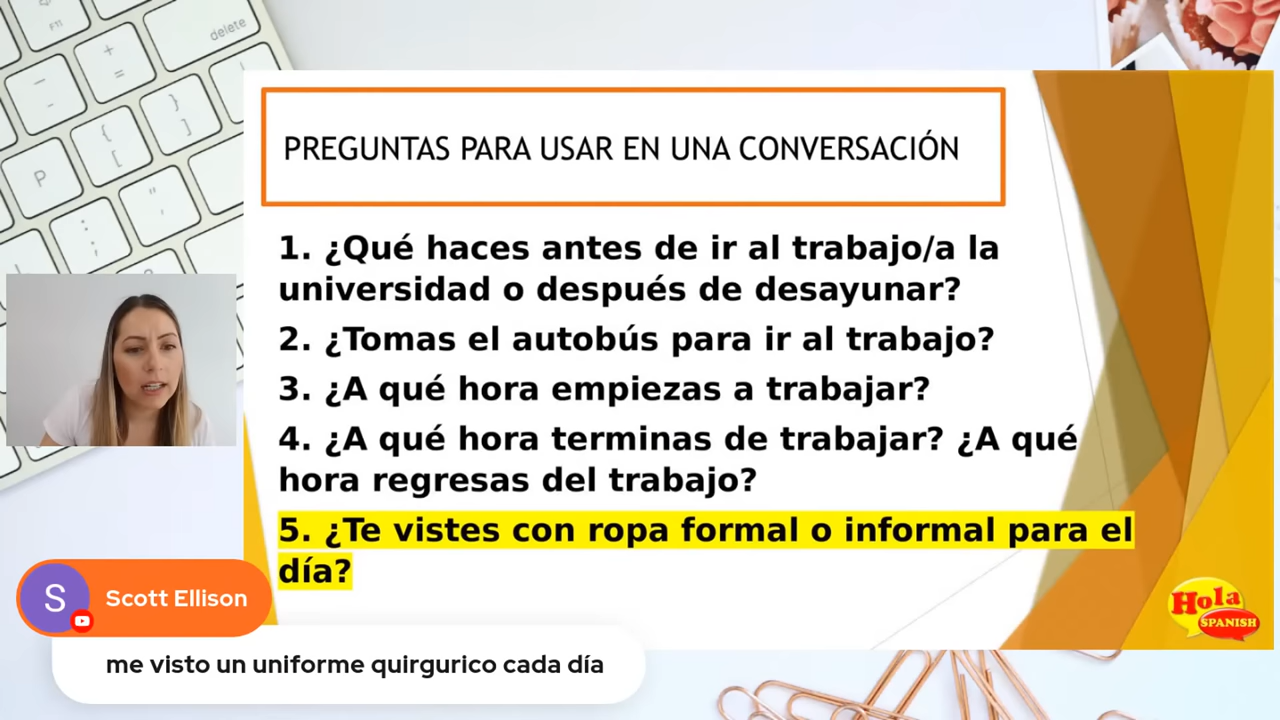 F11
delete
+
=
—
-
}
]
{
[
P
"
'
:
;
PREGUNTAS PARA USAR EN UNA CONVERSACIÓN
1. ¿Qué haces antes de ir al trabajo/a la
universidad o después de desayunar?
2. ¿Tomas el autobús para ir al trabajo?
3. ¿A qué hora empiezas a trabajar?
4. ¿A qué hora terminas de trabajar? ¿A qué
hora regresas del trabajo?
5. ¿Te vistes con ropa formal o informal para el
día?
S
Scott Ellison
me visto un uniforme quirgurico cada día
Hola
SPANISH